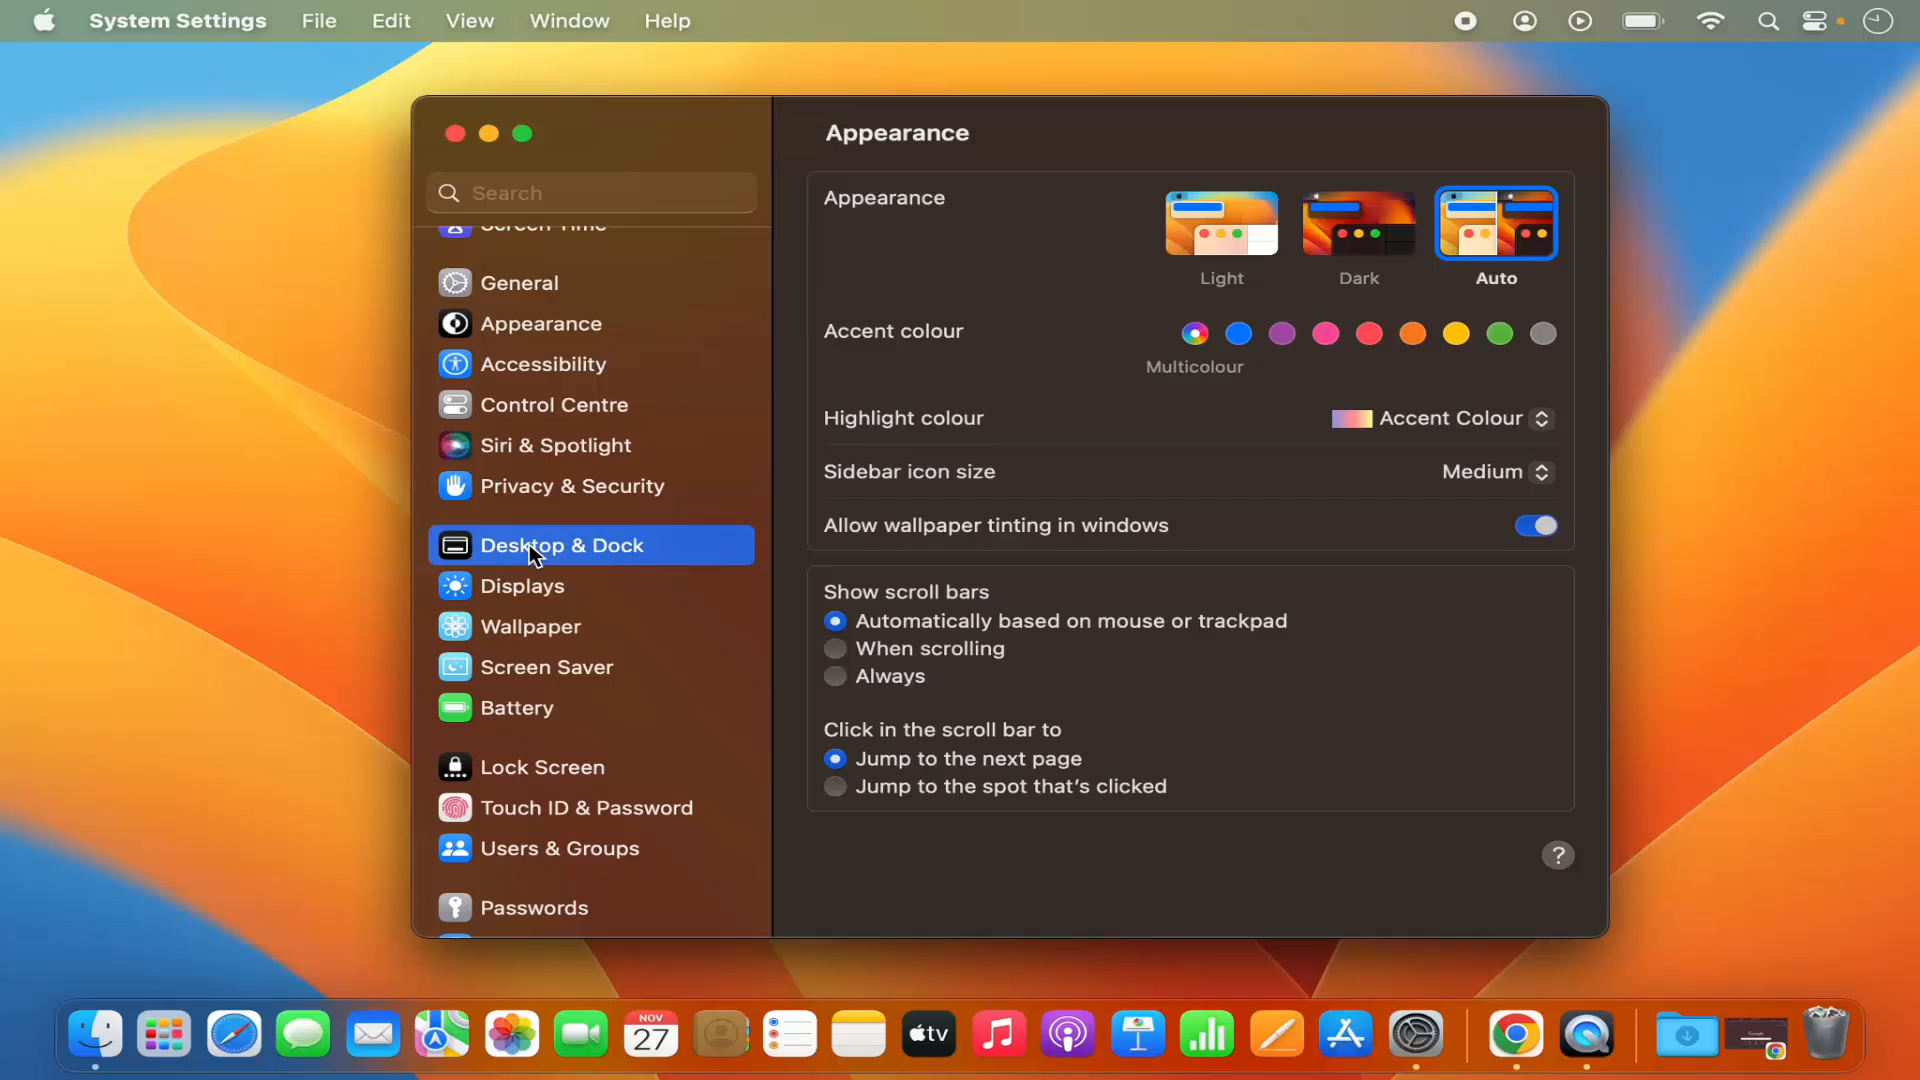 System Settings File Edit View Window Help
Appearance
Search
Screen Time
General
Appearance
Accessibility
Control Centre
Siri & Spotlight
Privacy & Security
Desktop & Dock
Displays
Wallpaper
Screen Saver
Battery
Lock Screen
Touch ID & Password
Users & Groups
Passwords
Appearance
Light Dark Auto
Accent colour
Multicolour
Highlight colour Accent Colour
Sidebar icon size Medium
Allow wallpaper tinting in windows
Show scroll bars
Automatically based on mouse or trackpad
When scrolling
Always
Click in the scroll bar to
Jump to the next page
Jump to the spot that's clicked
?
NOV
27
tv